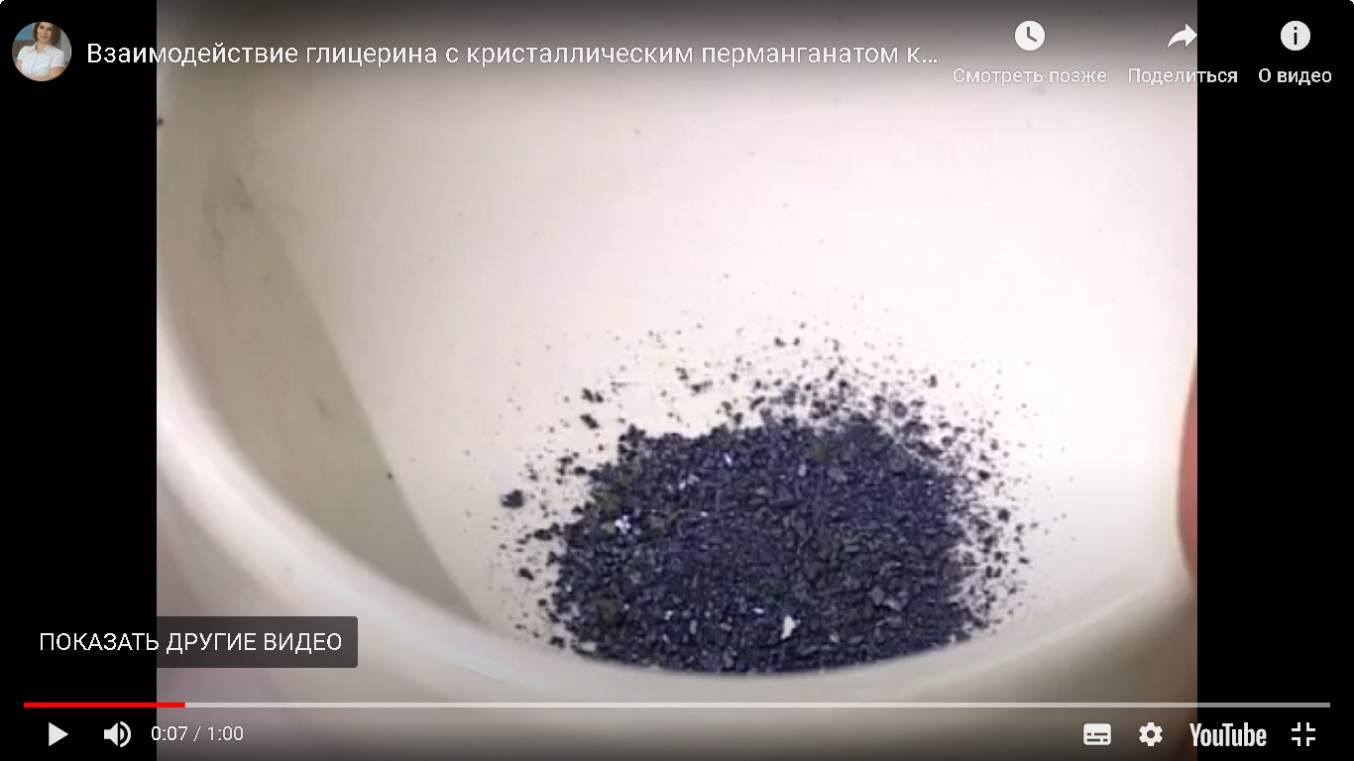 Взаимодействие глицерина с кристаллическим перманганатом к...
Смотреть позже
Поделиться
О видео
ПОКАЗАТЬ ДРУГИЕ ВИДЕО
0:07 / 1:00
YouTube